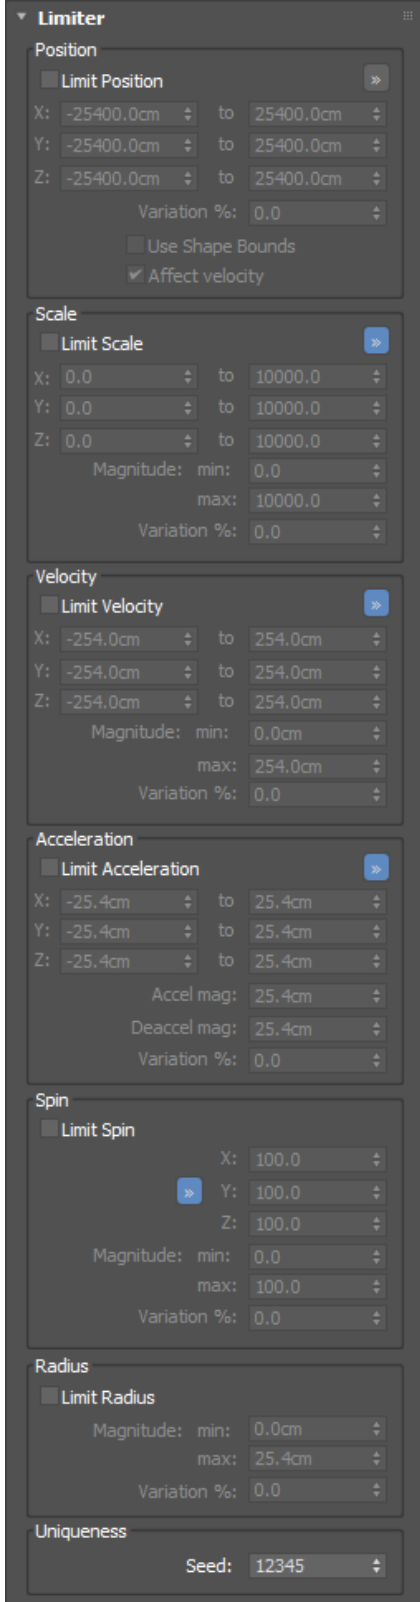 Limiter
Position
Limit Position »
X: -25400.0cm to 25400.0cm
Y: -25400.0cm to 25400.0cm
Z: -25400.0cm to 25400.0cm
Variation %: 0.0
Use Shape Bounds
Affect velocity
Scale
Limit Scale »
X: 0.0 to 10000.0
Y: 0.0 to 10000.0
Z: 0.0 to 10000.0
Magnitude: min: 0.0
max: 10000.0
Variation %: 0.0
Velocity
Limit Velocity »
X: -254.0cm to 254.0cm
Y: -254.0cm to 254.0cm
Z: -254.0cm to 254.0cm
Magnitude: min: 0.0cm
max: 254.0cm
Variation %: 0.0
Acceleration
Limit Acceleration »
X: -25.4cm to 25.4cm
Y: -25.4cm to 25.4cm
Z: -25.4cm to 25.4cm
Accel mag: 25.4cm
Deaccel mag: 25.4cm
Variation %: 0.0
Spin
Limit Spin
X: 100.0
» Y: 100.0
Z: 100.0
Magnitude: min: 0.0
max: 100.0
Variation %: 0.0
Radius
Limit Radius
Magnitude: min: 0.0cm
max: 25.4cm
Variation %: 0.0
Uniqueness
Seed: 12345